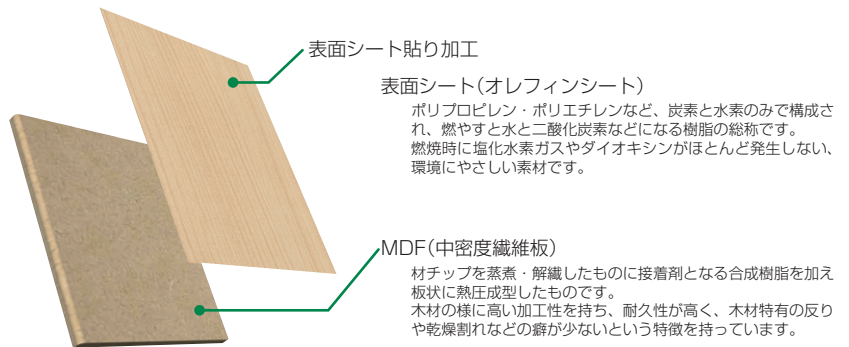 表面シート貼り加工
表面シート(オレフィンシート)
ポリプロピレン・ポリエチレンなど、炭素と水素のみで構成さ
れ、燃やすと水と二酸化炭素などになる樹脂の総称です。
燃焼時に塩化水素ガスやダイオキシンがほとんど発生しない、
環境にやさしい素材です。
MDF(中密度繊維板)
材チップを蒸煮・解繊したものに接着剤となる合成樹脂を加え
板状に熱圧成型したものです。
木材の様に高い加工性を持ち、耐久性が高く、木材特有の反り
や乾燥割れなどの癖が少ないという特徴を持っています。